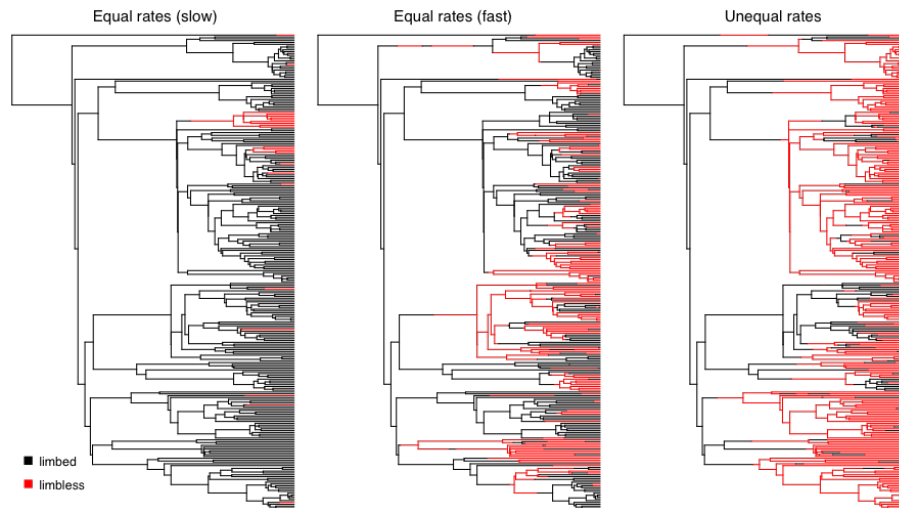 Equal rates (slow)
Equal rates (fast)
Unequal rates
limbed
limbless